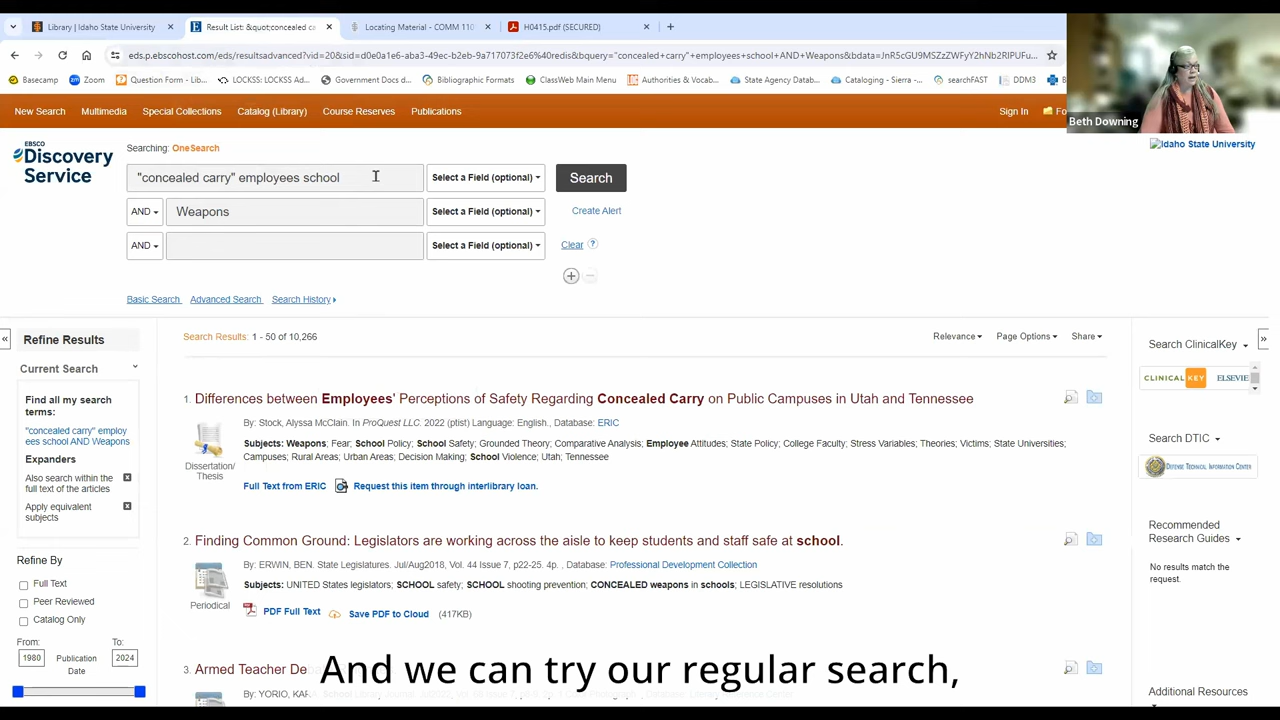 Library | Idaho State University
Result List: &quot;concealed c
Locating Material - COMM 110
H0415.pdf (SECURED)
eds.p.ebscohost.com/eds/resultsadvanced?vid=20&sid=d0e0a1e6-aba3-49ec-b2eb-9a717073f2e6%40redis&bquery="concealed+carry"+employees+school+AND+Weapons&bdata=JnR5cGU9MSZzZWFyY2hNb2RlPUFu
Basecamp
Zoom
Question Form - Lib...
LOCKSS: LOCKSS Ad...
Government Docs d...
Bibliographic Formats
ClassWeb Main Menu
Authorities & Vocab...
State Agency Datab...
Cataloging - Sierra -...
searchFAST
DDM3
Beth Downing
New Search
Multimedia
Special Collections
Catalog (Library)
Course Reserves
Publications
Sign In
Fo
EBSCO
Discovery
Service
Searching: OneSearch
Idaho State University
"concealed carry" employees school
Select a Field (optional)
Search
AND
Weapons
Select a Field (optional)
Create Alert
AND
Select a Field (optional)
Clear ?
Basic Search
Advanced Search
Search History
«
Refine Results
Current Search
Find all my search
terms:
"concealed carry" employ
ees school AND Weapons
Expanders
Also search within the
full text of the articles
Apply equivalent
subjects
Refine By
Full Text
Peer Reviewed
Catalog Only
From:
To:
1980
Publication
Date
2024
Search Results: 1 - 50 of 10,266
Relevance
Page Options
Share
1. Differences between Employees' Perceptions of Safety Regarding Concealed Carry on Public Campuses in Utah and Tennessee
By: Stock, Alyssa McClain. In ProQuest LLC. 2022 (ptist) Language: English., Database: ERIC
Subjects: Weapons; Fear; School Policy; School Safety; Grounded Theory; Comparative Analysis; Employee Attitudes; State Policy; College Faculty; Stress Variables; Theories; Victims; State Universities;
Campuses; Rural Areas; Urban Areas; Decision Making; School Violence; Utah; Tennessee
Dissertation/
Thesis
Full Text from ERIC
Request this item through interlibrary loan.
2. Finding Common Ground: Legislators are working across the aisle to keep students and staff safe at school.
By: ERWIN, BEN. State Legislatures. Jul/Aug2018, Vol. 44 Issue 7, p22-25. 4p. , Database: Professional Development Collection
Subjects: UNITED States legislators; SCHOOL safety; SCHOOL shooting prevention; CONCEALED weapons in schools; LEGISLATIVE resolutions
Periodical
PDF Full Text
Save PDF to Cloud
(417KB)
3. Armed Teacher De
By: YORIO, KARA.
»
Search ClinicalKey
CLINICALKEY
ELSEVIE
Search DTIC
DEFENSE TECHNICAL INFORMATION CENTER
Recommended
Research Guides
No results match the
request.
Additional Resources
And we can try our regular search,